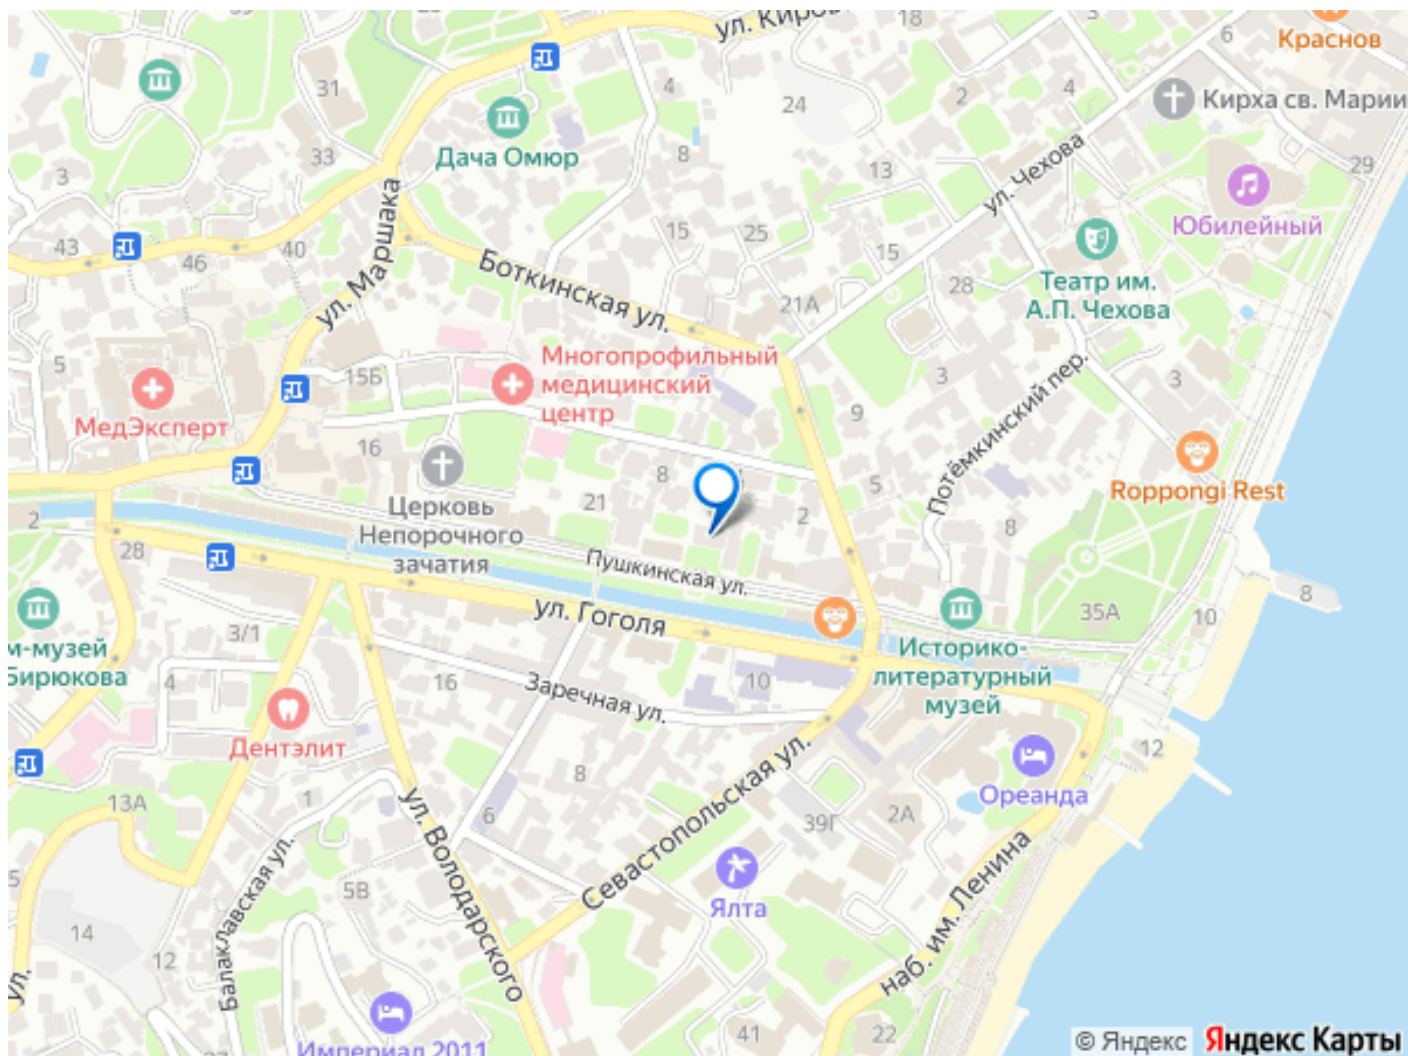 ул. Киров
18
6
Краснов
31
4
24
2
4
Кирха св. Марии
Дача Омюр
33
3
8
13
29
ул. Чехова
Юбилейный
ул. Маршака
43
46
40
15
25
15
Боткинская ул.
28
Театр им.
А.П. Чехова
21А
5
15Б
Многопрофильный
медицинский
центр
3
3
9
МедЭксперт
16
Потёмкинский пер.
8
21
5
2
8
Roppongi Rest
Церковь
Непорочного
зачатия
2
28
Пушкинская ул.
ул. Гоголя
35А
10
8
м-музей
Бирюкова
3/1
4
16
Заречная ул.
10
Историко-
литературный
музей
Дентэлит
12
13А
1
8
6
Ореанда
39Г
2А
Севастопольская ул.
ул. Володарского
Балаклавская ул.
5В
5
14
12
Ялта
наб. им. Ленина
ул.
Империал 2011
41
22
© Яндекс Яндекс Карты